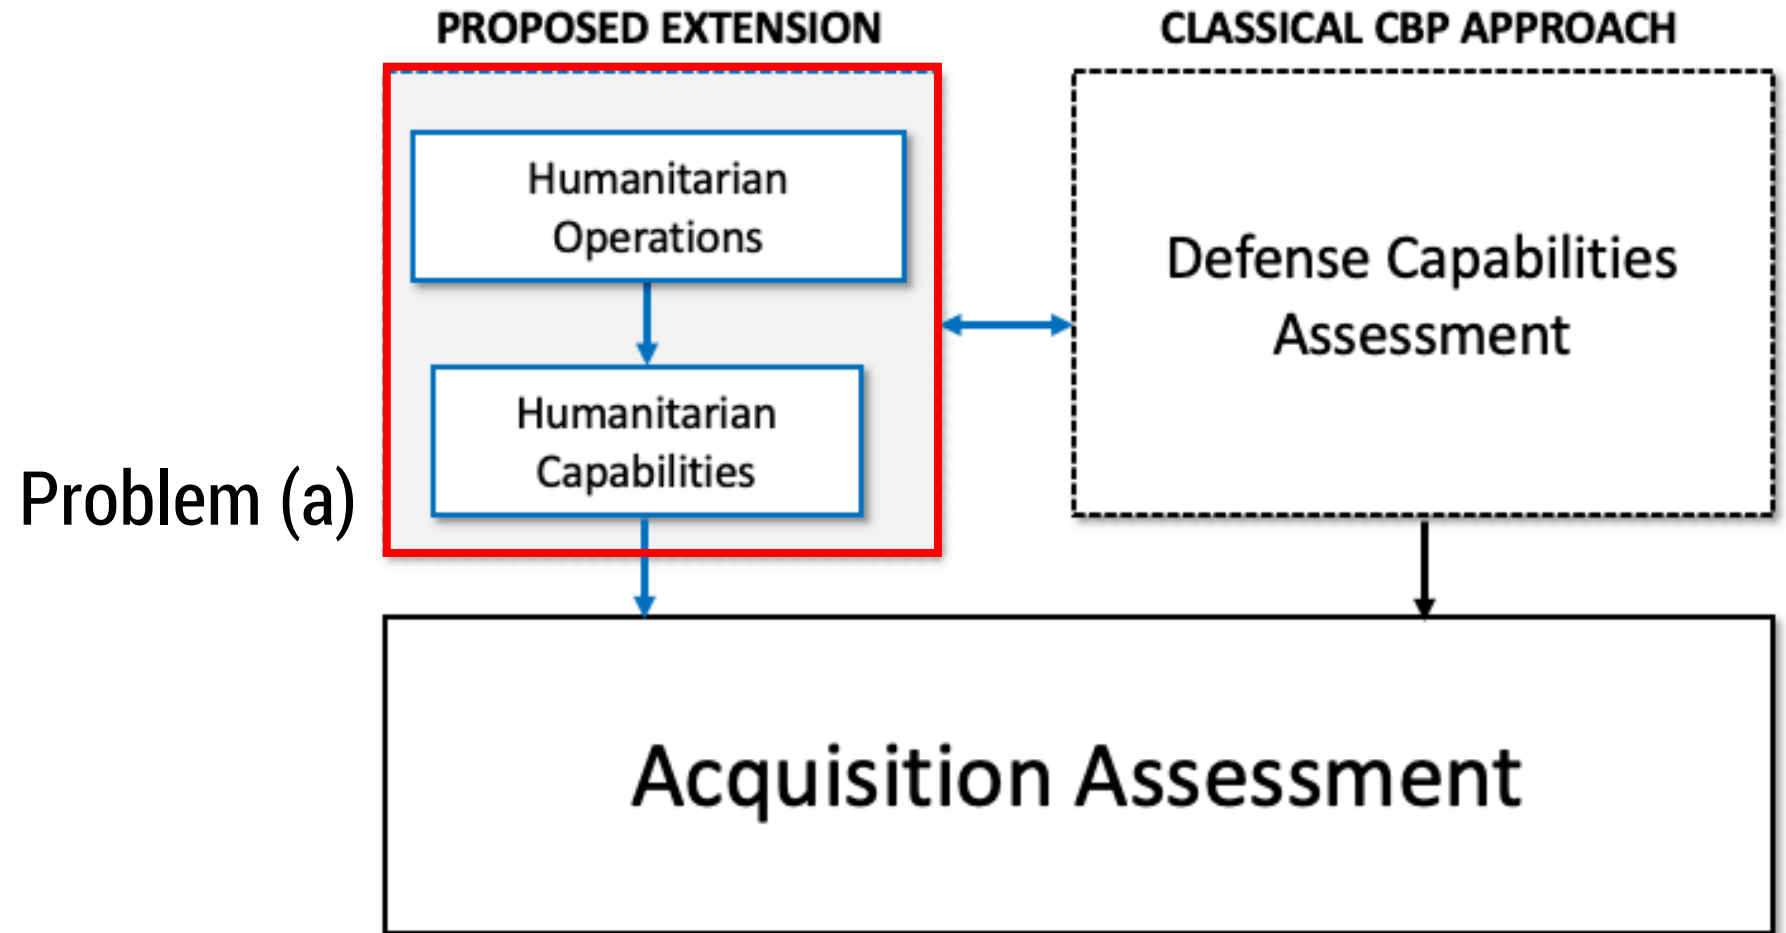 PROPOSED EXTENSION
CLASSICAL CBP APPROACH
Humanitarian
Operations
Humanitarian
Capabilities
Defense Capabilities
Assessment
Problem (a)
Acquisition Assessment